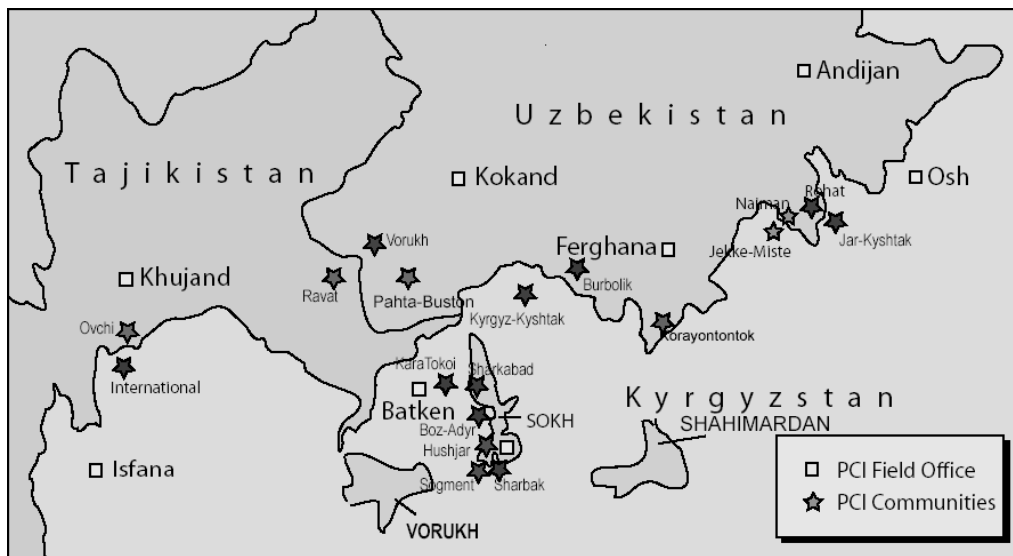 Andijan
Uzbekistan
Tajikistan
Kokand
Osh
Rohat
Naiman
Vorukh
Ferghana
Jekke-Miste
Jar-Kyshtak
Khujand
Ravat
Pahta-Buston
Burbolik
Kyrgyz-Kyshtak
Ovchi
Korayontontok
KaraTokoi
Sharkabad
International
Kyrgyzstan
Batken
SOKH
SHAHIMARDAN
Boz-Adyr
Hushjar
Isfana
PCI Field Office
Sogment
Sharbak
PCI Communities
VORUKH